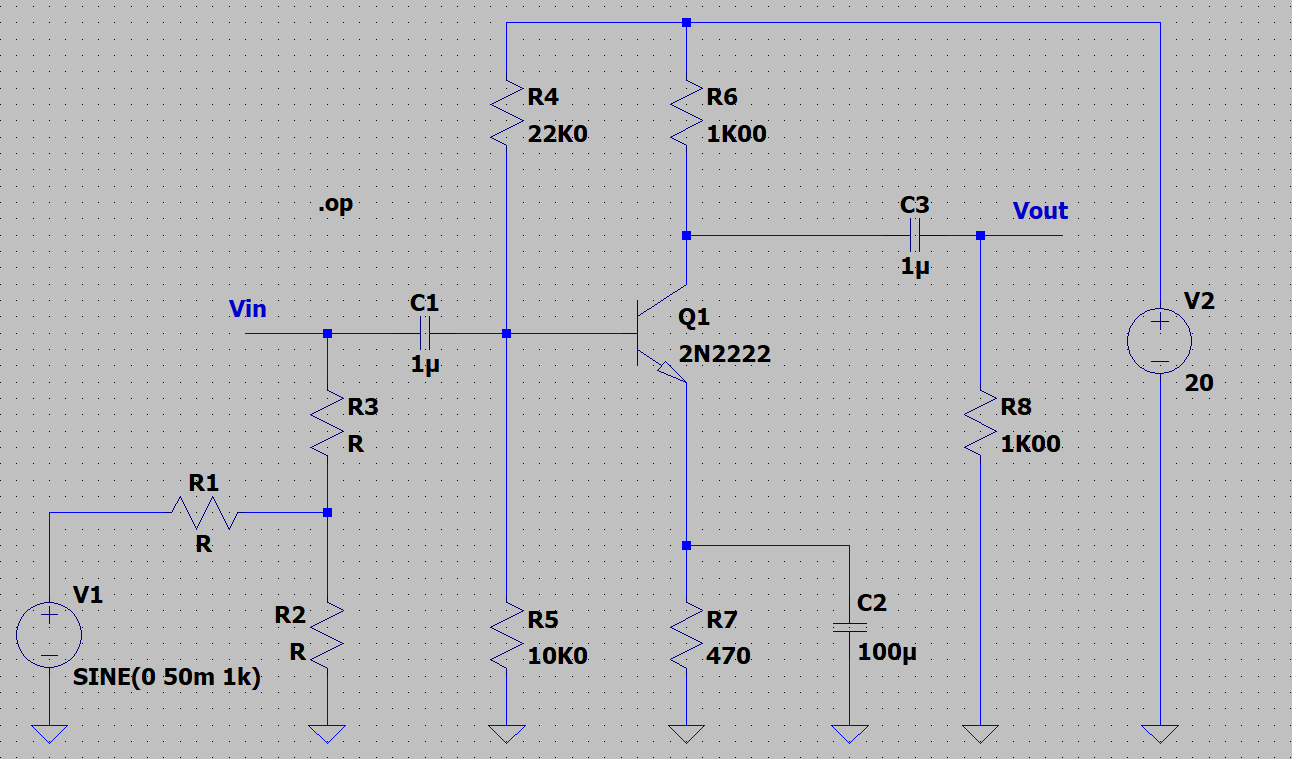 R4
22K0
R6
1K00
.op
C3
1µ
Vout
Vin
C1
1µ
Q1
2N2222
V2
20
R3
R
R8
1K00
R1
R
V1
SINE(0 50m 1k)
R2
R
R5
10K0
R7
470
C2
100µ